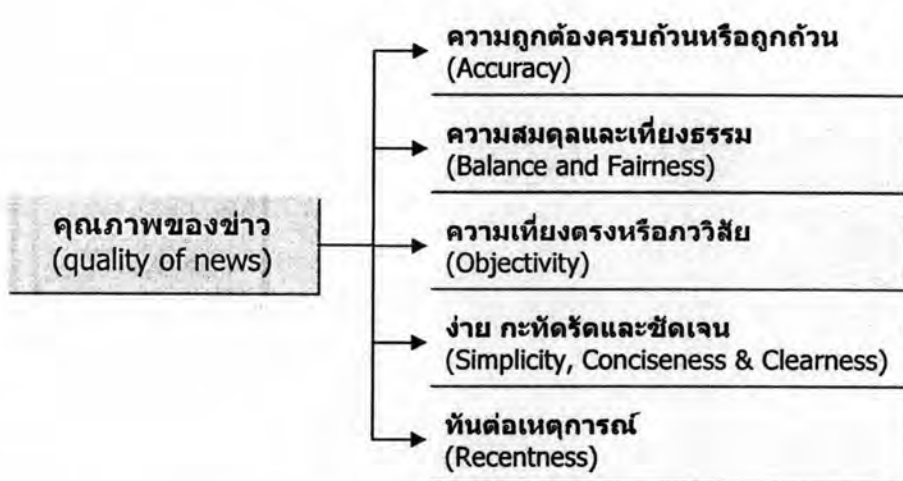 ความถูกต้องครบถ้วนหรือถูกถ้วน
(Accuracy)
ความสมดุลและเที่ยงธรรม
(Balance and Fairness)
คุณภาพของข่าว
(quality of news)
ความเที่ยงตรงหรือภววิสัย
(Objectivity)
ง่าย กะทัดรัดและชัดเจน
(Simplicity, Conciseness & Clearness)
ทันต่อเหตุการณ์
(Recentness)